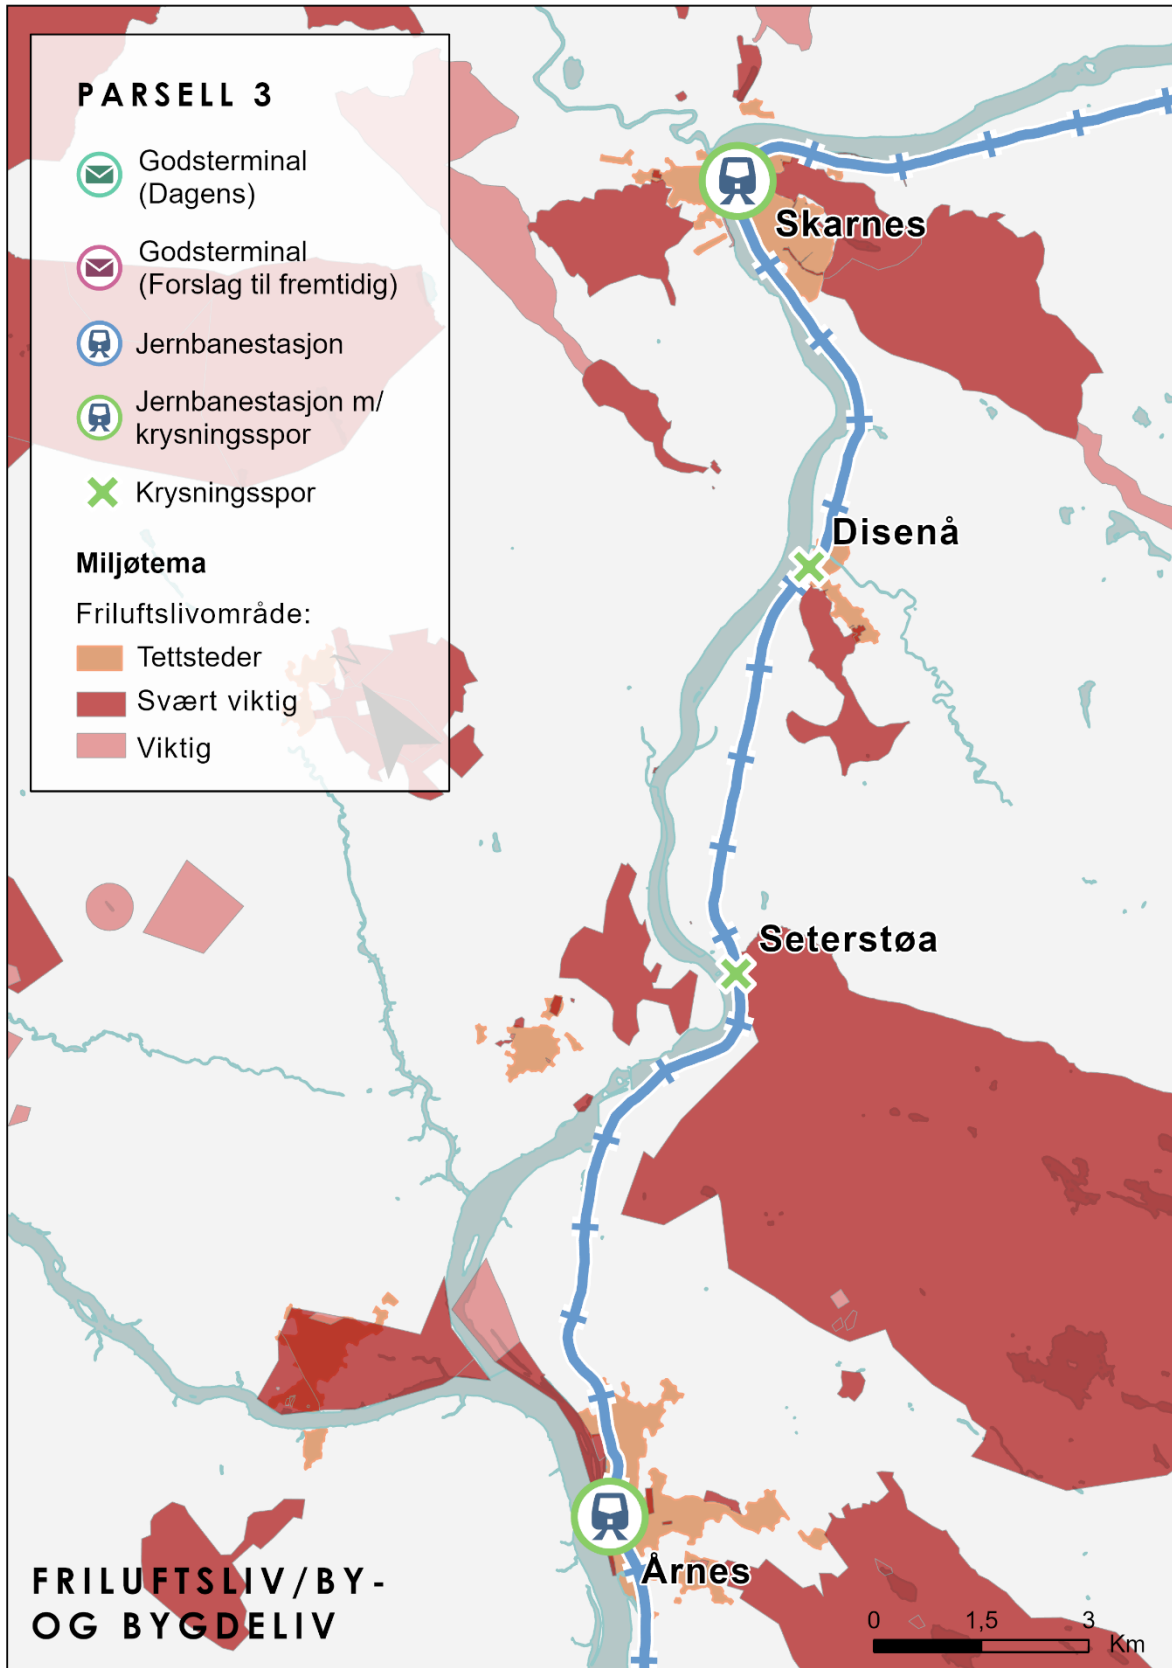 PARSELL 3
Godsterminal
(Dagens)
Godsterminal
(Forslag til fremtidig)
Jernbanestasjon
Jernbanestasjon m/
krysningsspor
Krysningsspor
Miljøtema
Friluftslivområde:
Tettsteder
Svært viktig
Viktig
N
Skarnes
Disenå
Seterstøa
Årnes
FRILUFTSLIV/BY-
OG BYGDELIV
0 1,5 3
Km